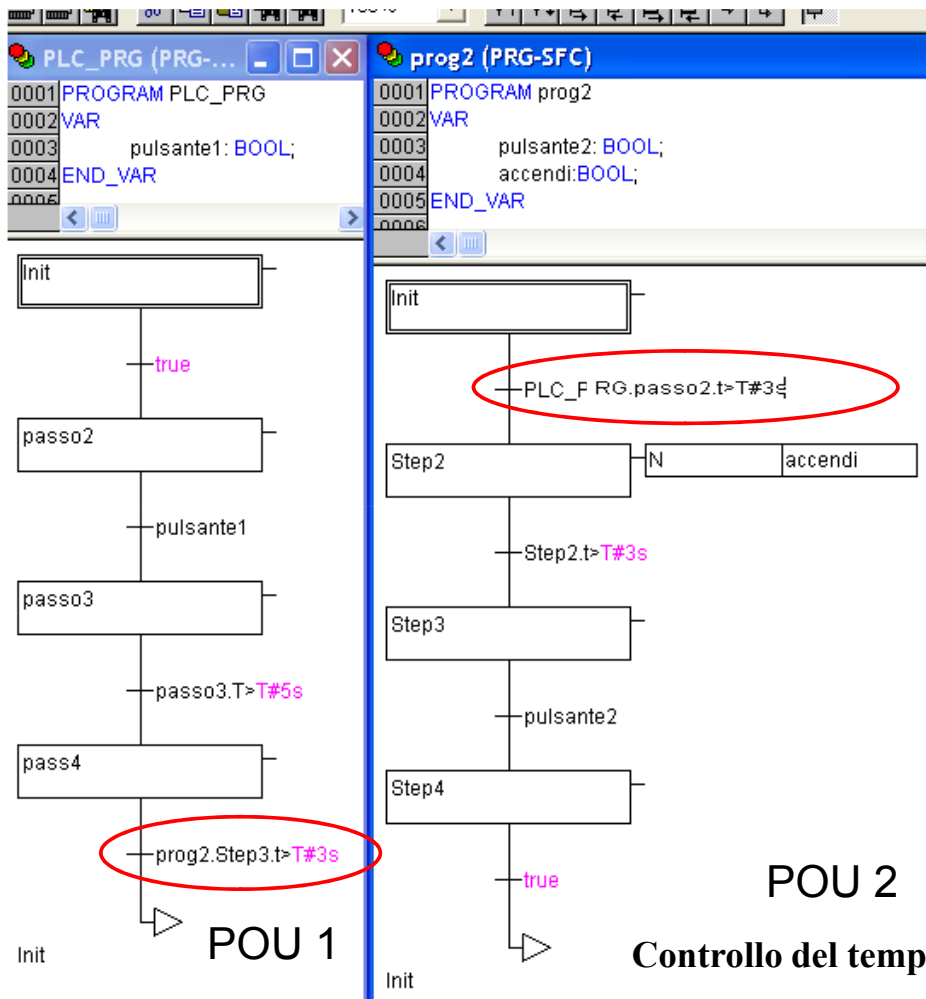 PLC_PRG (PRG-...
0001 PROGRAM PLC_PRG
0002 VAR
0003 pulsante1: BOOL;
0004 END_VAR
0005
Init
true
passo2
pulsante1
passo3
passo3.T>T#5s
pass4
prog2.Step3.t>T#3s
Init
POU 1
prog2 (PRG-SFC)
0001 PROGRAM prog2
0002 VAR
0003 pulsante2: BOOL;
0004 accendi:BOOL;
0005 END_VAR
0006
Init
PLC_P RG.passo2.t>T#3s
Step2
N accendi
Step2.t>T#3s
Step3
pulsante2
Step4
true
Init
POU 2
Controllo del temp